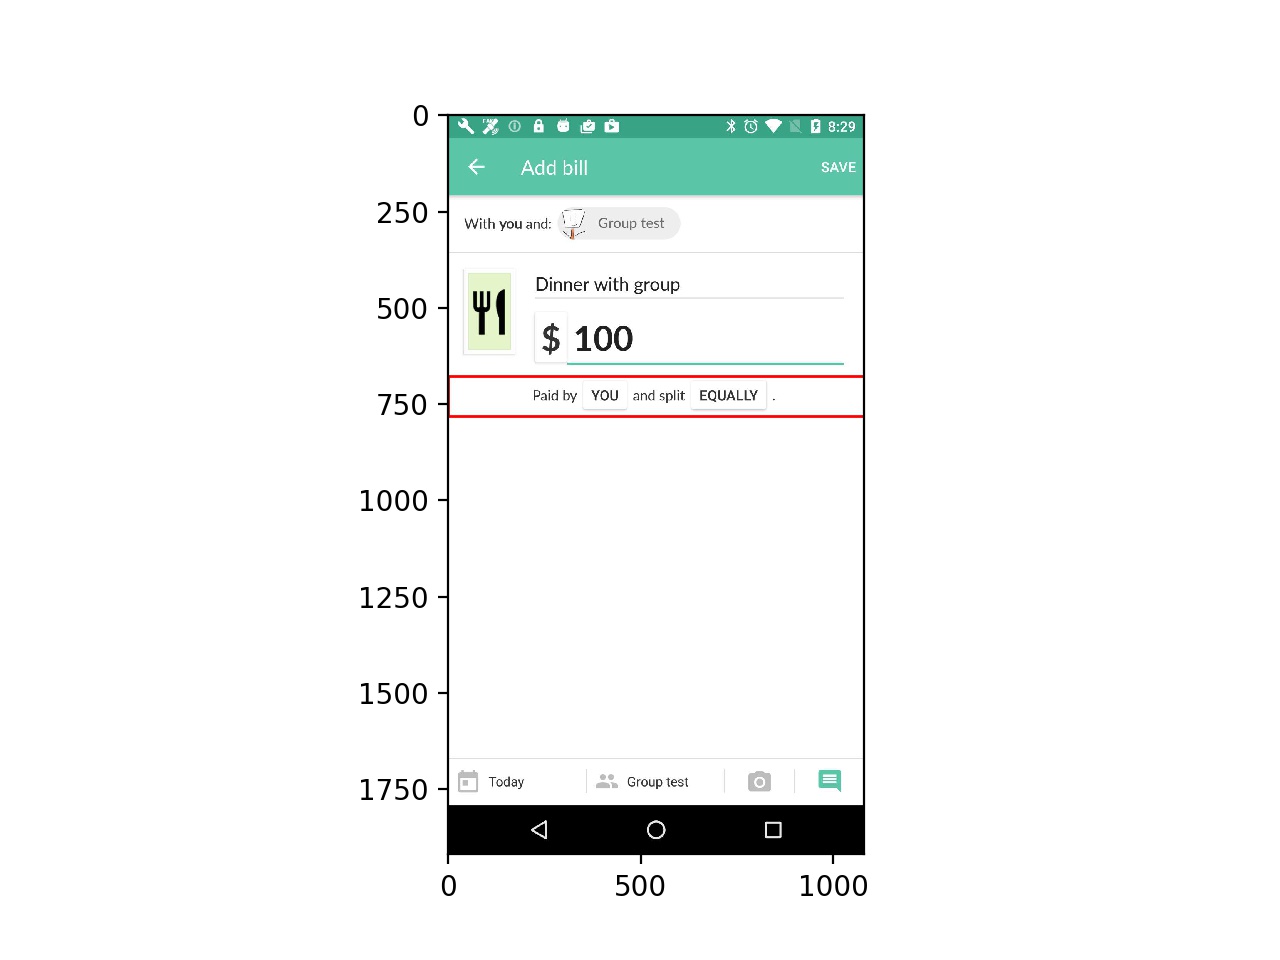 0
250
500
750
1000
1250
1500
1750
0 500 1000
8:29
Add bill SAVE
With you and: Group test
Dinner with group
$ 100
Paid by YOU and split EQUALLY .
Today Group test